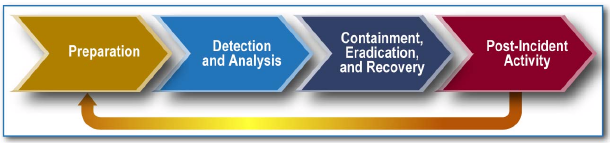 Preparation
Detection
and Analysis
Containment,
Eradication,
and Recovery
Post-Incident
Activity